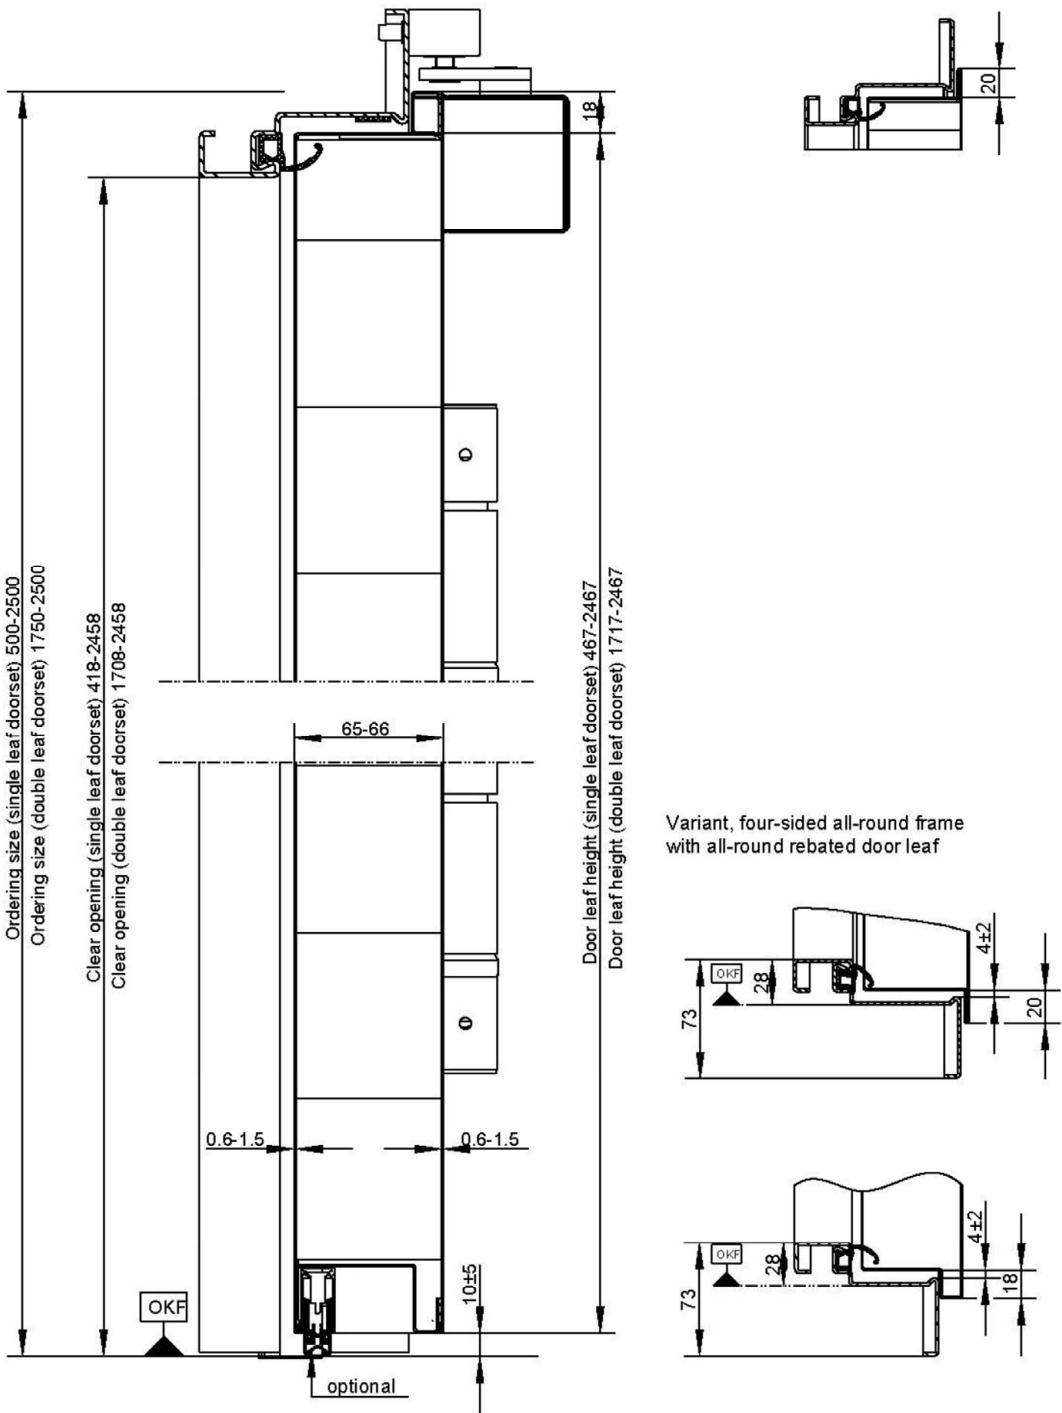 20
18
Ordering size (single leaf doorset) 500-2500
Ordering size (double leaf doorset) 1750-2500
Clear opening (single leaf doorset) 418-2458
Clear opening (double leaf doorset) 1708-2458
Door leaf height (single leaf doorset) 467-2467
Door leaf height (double leaf doorset) 1717-2467
65-66
Variant, four-sided all-round frame
with all-round rebated door leaf
4±2
OKF
28
73
20
0.6-1.5
0.6-1.5
4±2
OKF
28
73
18
10±5
OKF
optional